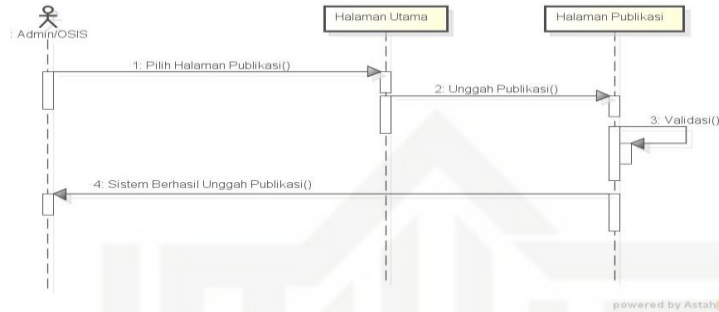 : Admin/OSIS
Halaman Utama
Halaman Publikasi
1: Pilih Halaman Publikasi()
2: Unggah Publikasi()
3: Validasi()
4: Sistem Berhasil Unggah Publikasi()
powered by Astah